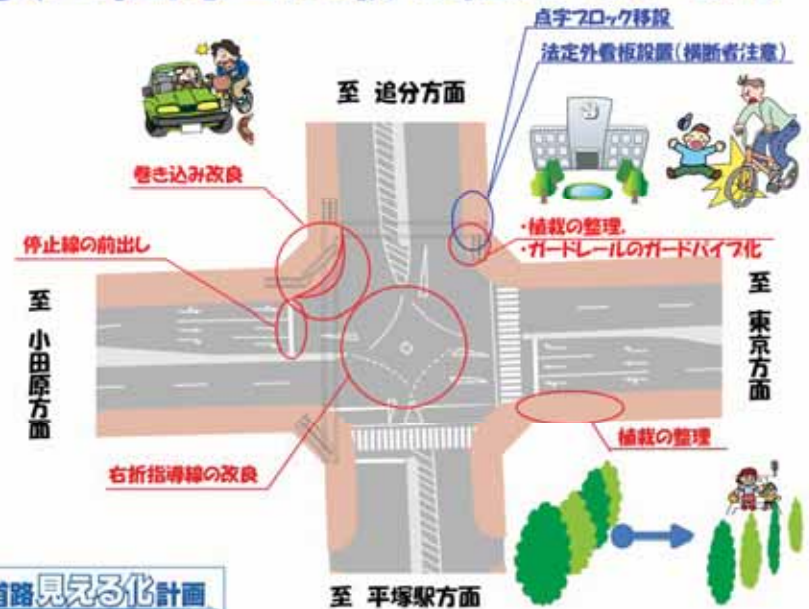 点字ブロック移設
法定外看板設置(横断者注意)
至 追分方面
巻き込み改良
停止線の前出し
・植栽の整理.
・ガードレールのガードパイプ化
至 小田原方面
至 東京方面
植栽の整理
右折指導線の改良
道路見える化計画
至 平塚駅方面